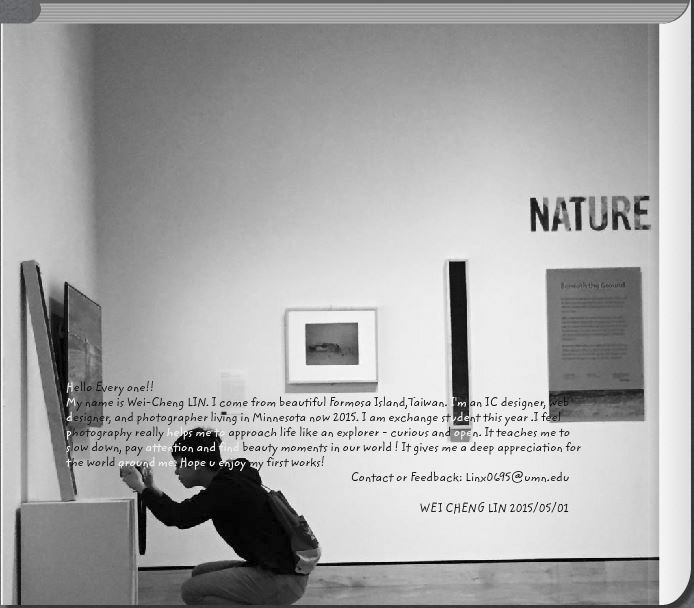 NATURE
Beneath the Ground
Hello Every one!!
My name is Wei-Cheng LIN. I come from beautiful Formosa Island,Taiwan. I'm an IC designer, web
designer, and photographer living in Minnesota now 2015. I am exchange student this year .I feel
photography really helps me to approach life like an explorer - curious and open. It teaches me to
slow down, pay attention and find beauty moments in our world ! It gives me a deep appreciation for
the world around me. Hope u enjoy my first works!
Contact or Feedback: Linx0695@umn.edu
WEI CHENG LIN 2015/05/01